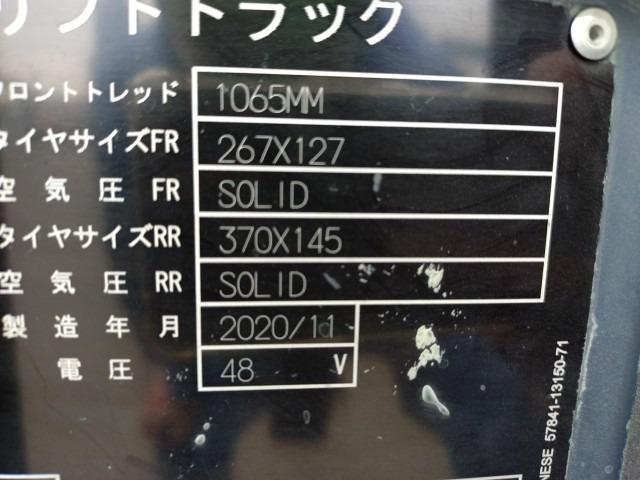 リフトトラック
フロントトレッド 1065MM
タイヤサイズFR 267X127
空気圧 FR SOLID
タイヤサイズRR 370X145
空気圧 RR SOLID
製造年月 2020/11
電圧 48 V
NESE 57841-13150-71